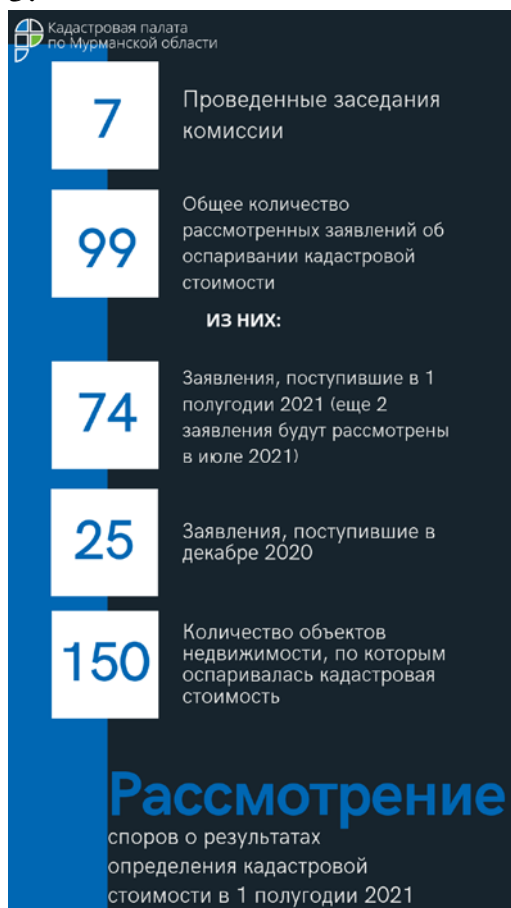 Кадастровая палата
по Мурманской области
7
Проведенные заседания
комиссии
99
Общее количество
рассмотренных заявлений об
оспаривании кадастровой
стоимости
ИЗ НИХ:
74
Заявления, поступившие в 1
полугодии 2021 (еще 2
заявления будут рассмотрены
в июле 2021)
25
Заявления, поступившие в
декабре 2020
150
Количество объектов
недвижимости, по которым
оспаривалась кадастровая
стоимость
Рассмотрение
споров о результатах
определения кадастровой
стоимости в 1 полугодии 2021